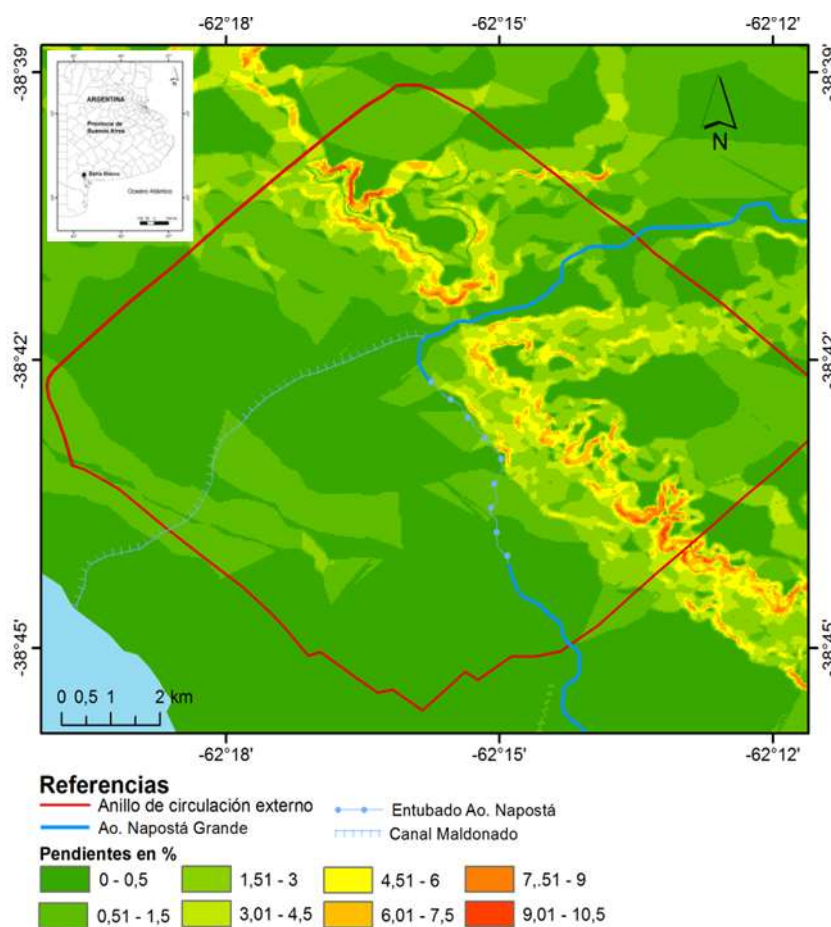 -62°18' -62°15' -62°12'
-38°39' -38°39'
ARGENTINA
Provincia de
Buenos Aires
Bahía Blanca
Océano Atlántico
N
-38°42' -38°42'
-38°45' -38°45'
0 0,5 1 2 km
-62°18' -62°15' -62°12'
Referencias
Anillo de circulación externo Entubado Ao. Napostá
Ao. Napostá Grande Canal Maldonado
Pendientes en %
0 - 0,5 1,51 - 3 4,51 - 6 7,.51 - 9
0,51 - 1,5 3,01 - 4,5 6,01 - 7,5 9,01 - 10,5